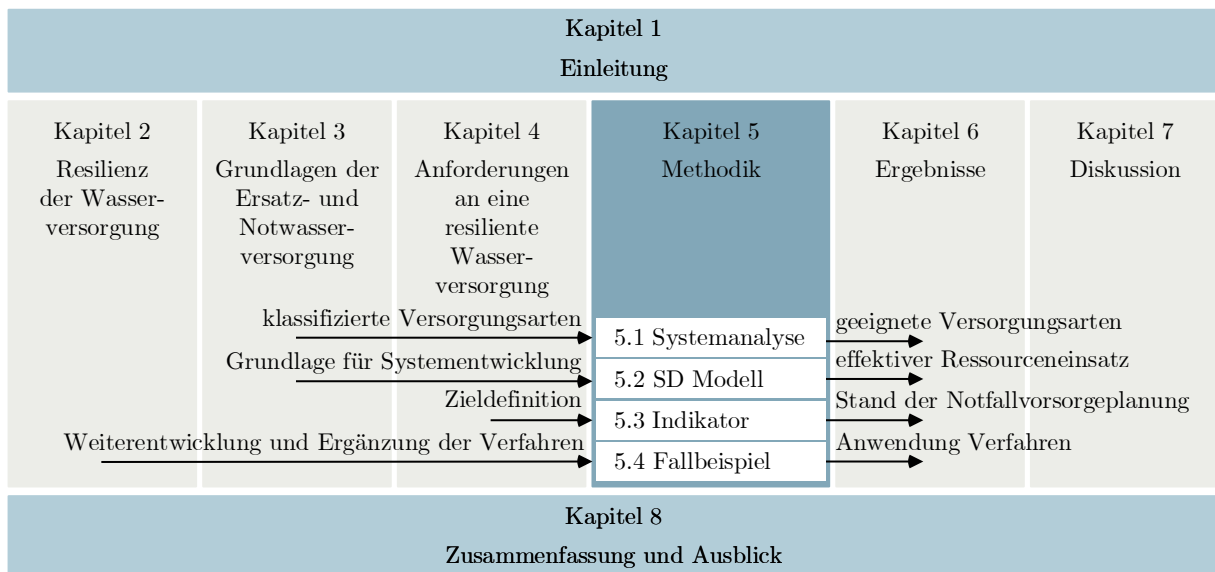 Kapitel 1
Einleitung
Kapitel 2
Resilienz
der Wasser-
versorgung
Kapitel 3
Grundlagen der
Ersatz- und
Notwasser-
versorgung
Kapitel 4
Anforderungen
an eine
resiliente
Wasser-
versorgung
Kapitel 5
Methodik
Kapitel 6
Ergebnisse
Kapitel 7
Diskussion
klassifizierte Versorgungsarten
5.1 Systemanalyse
geeignete Versorgungsarten
Grundlage für Systementwicklung
5.2 SD Modell
effektiver Ressourceneinsatz
Zieldefinition
5.3 Indikator
Stand der Notfallvorsorgeplanung
Weiterentwicklung und Ergänzung der Verfahren
5.4 Fallbeispiel
Anwendung Verfahren
Kapitel 8
Zusammenfassung und Ausblick